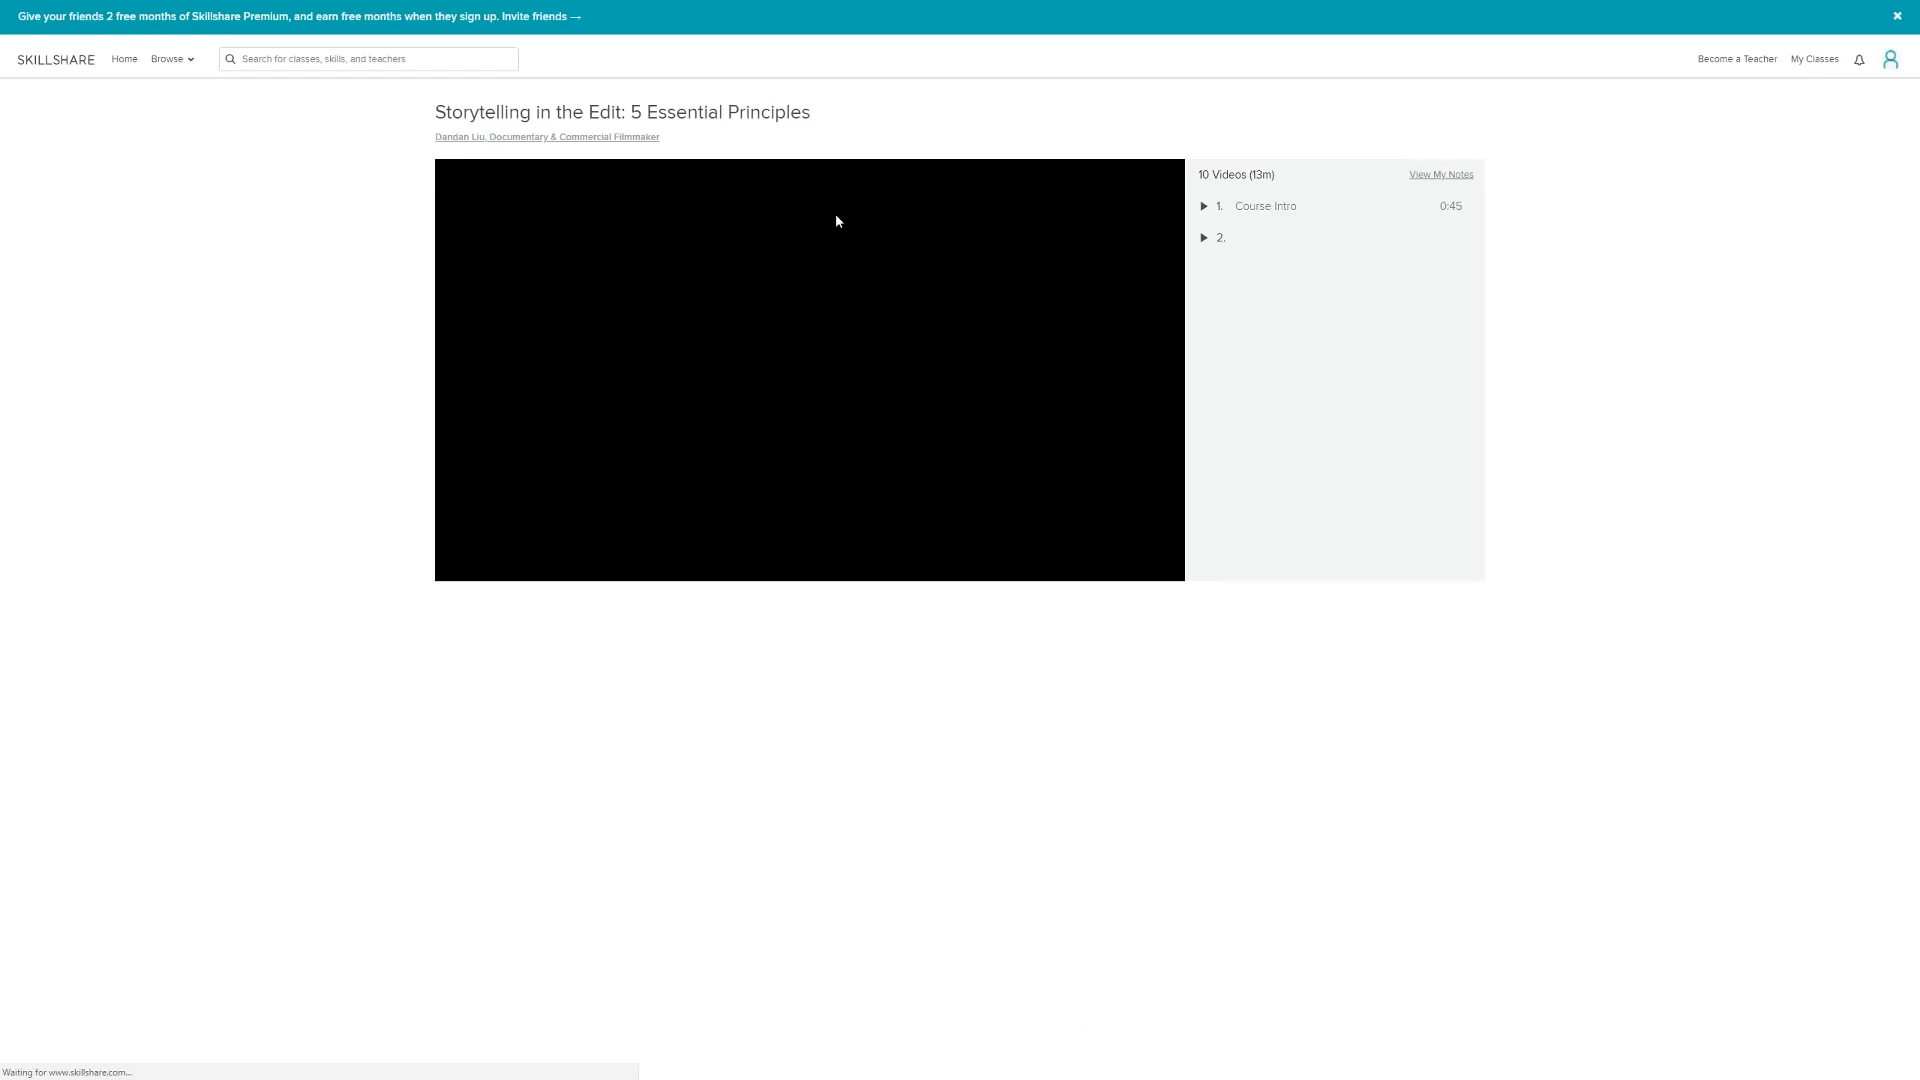 Give your friends 2 free months of Skillshare Premium, and earn free months when they sign up. Invite friends →
SKILLSHARE Home Browse Search for classes, skills, and teachers Become a Teacher My Classes
Storytelling in the Edit: 5 Essential Principles
Dandan Liu, Documentary & Commercial Filmmaker
10 Videos (13m) View My Notes
1. Course Intro 0:45
2.
Waiting for www.skillshare.com...